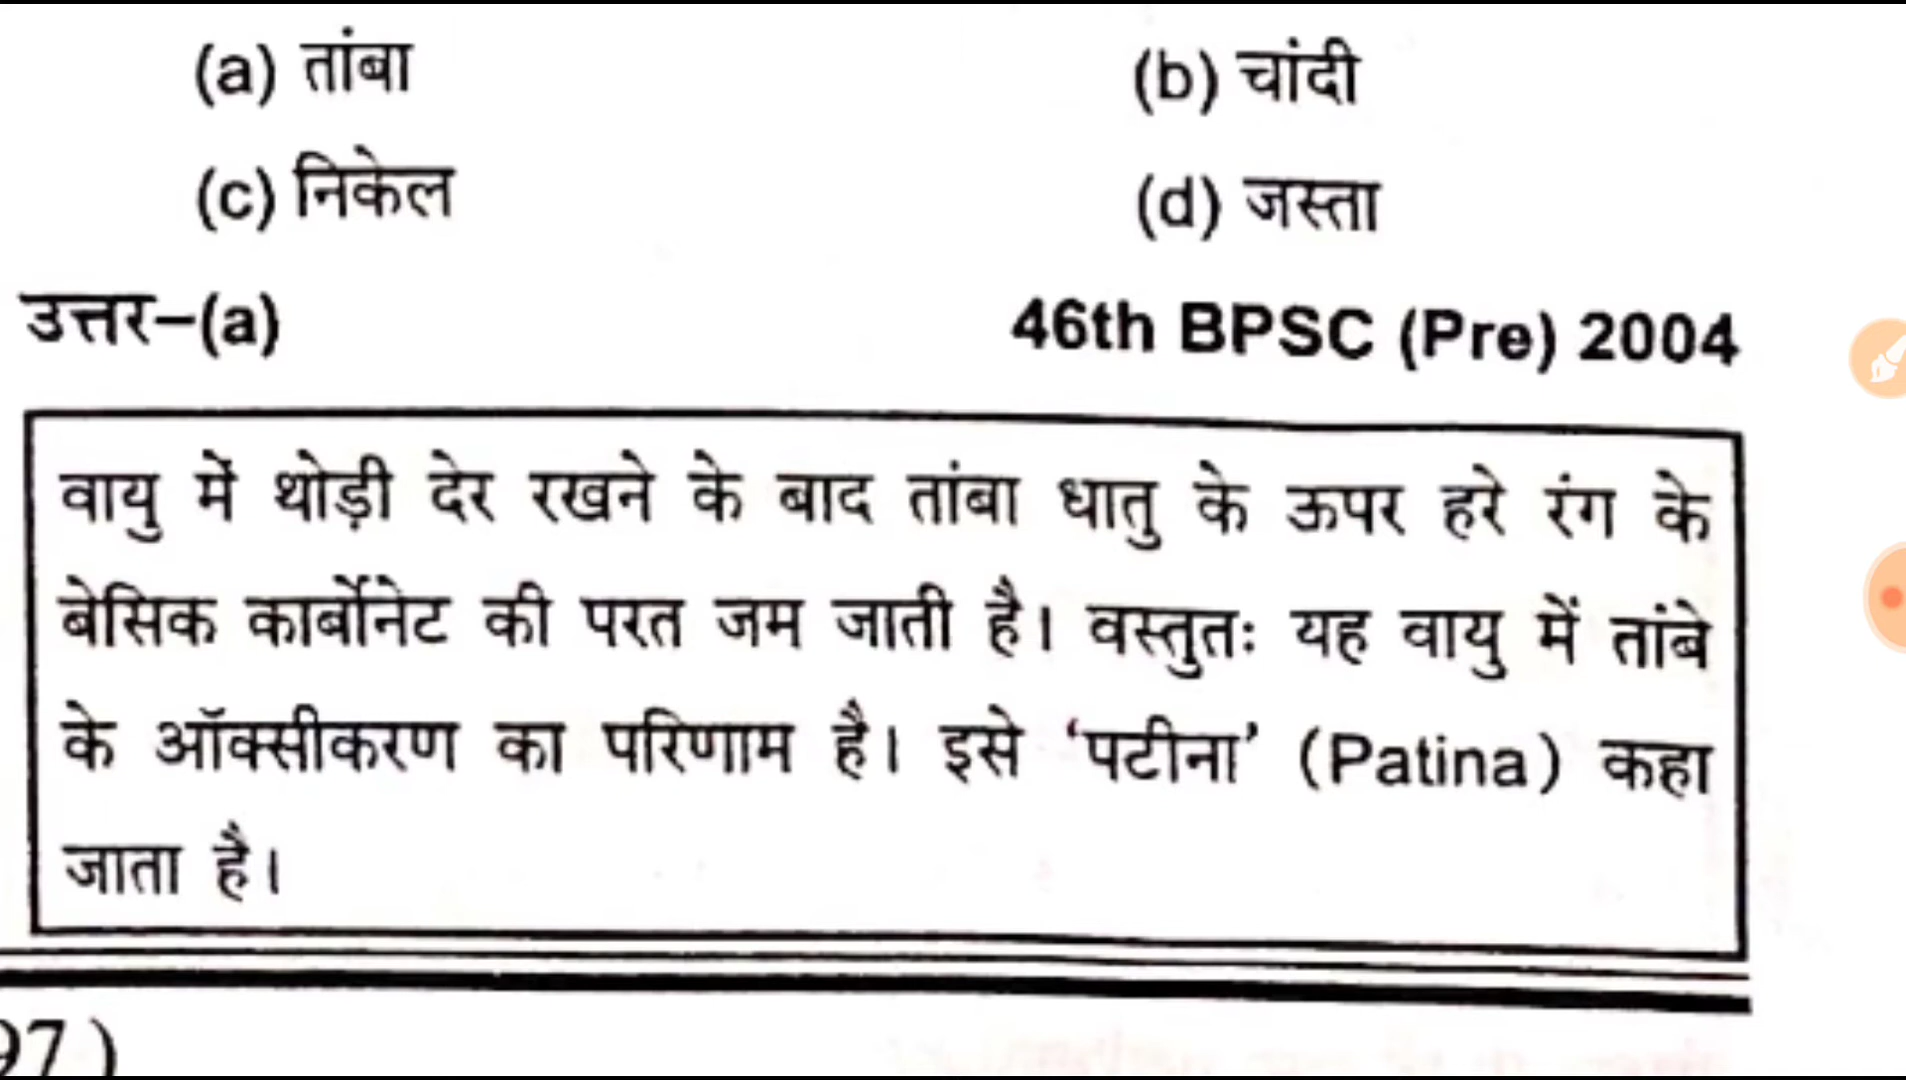 (a) तांबा (b) चांदी
(c) निकेल (d) जस्ता
उत्तर–(a) 46th BPSC (Pre) 2004
वायु में थोड़ी देर रखने के बाद तांबा धातु के ऊपर हरे रंग के
बेसिक कार्बोनेट की परत जम जाती है। वस्तुतः यह वायु में तांबे
के ऑक्सीकरण का परिणाम है। इसे ‘पटीना’ (Patina) कहा
जाता है।
97 )